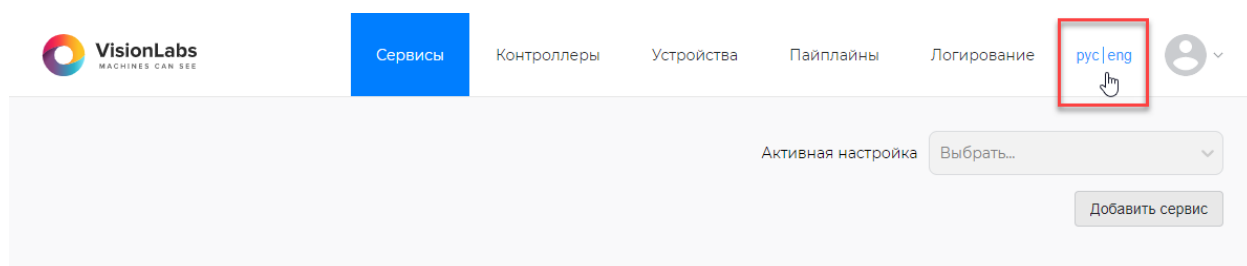 VisionLabs
MACHINES CAN SEE
Сервисы Контроллеры Устройства Пайплайны Логирование рус|eng
Активная настройка Выбрать...
Добавить сервис